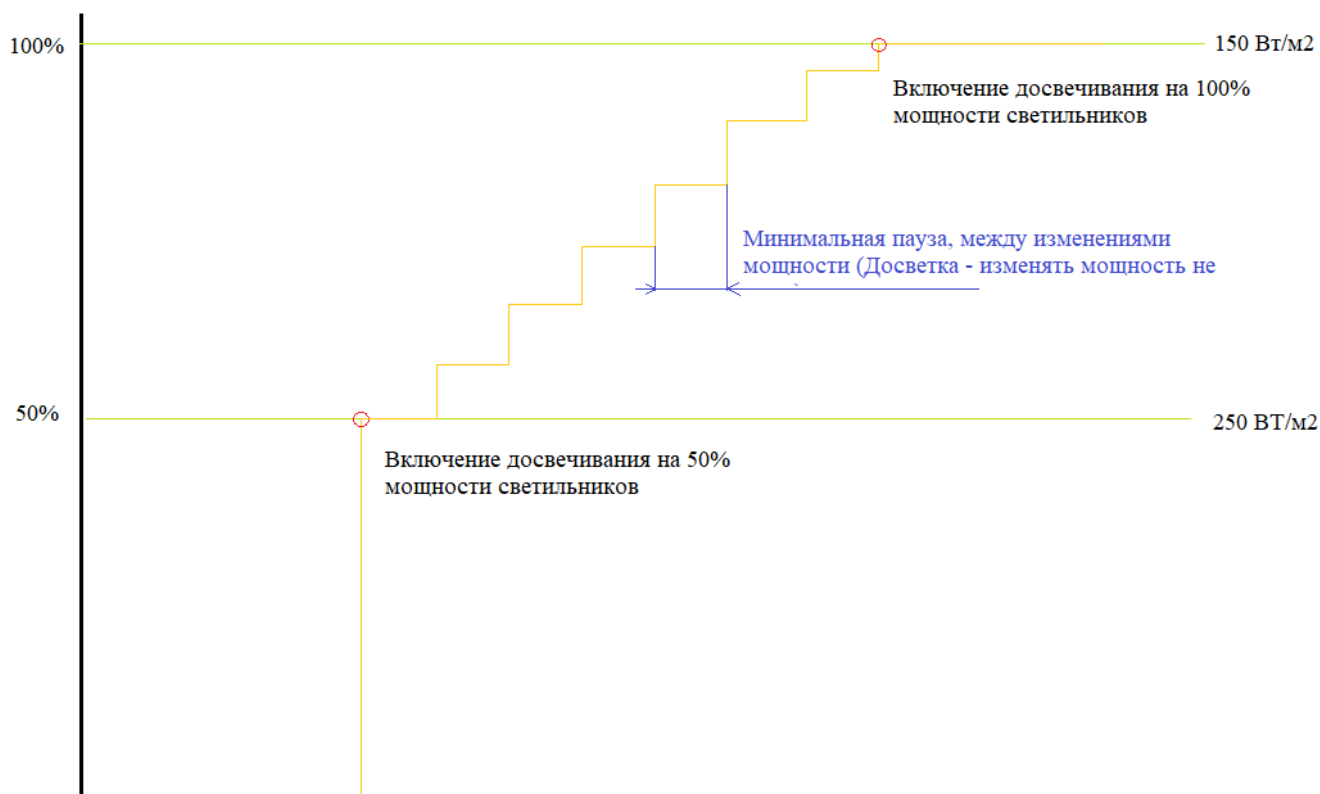 100%
150 Вт/м2
Включение досвечивания на 100%
мощности светильников
Минимальная пауза, между изменениями
мощности (Досветка - изменять мощность не
50%
250 ВТ/м2
Включение досвечивания на 50%
мощности светильников